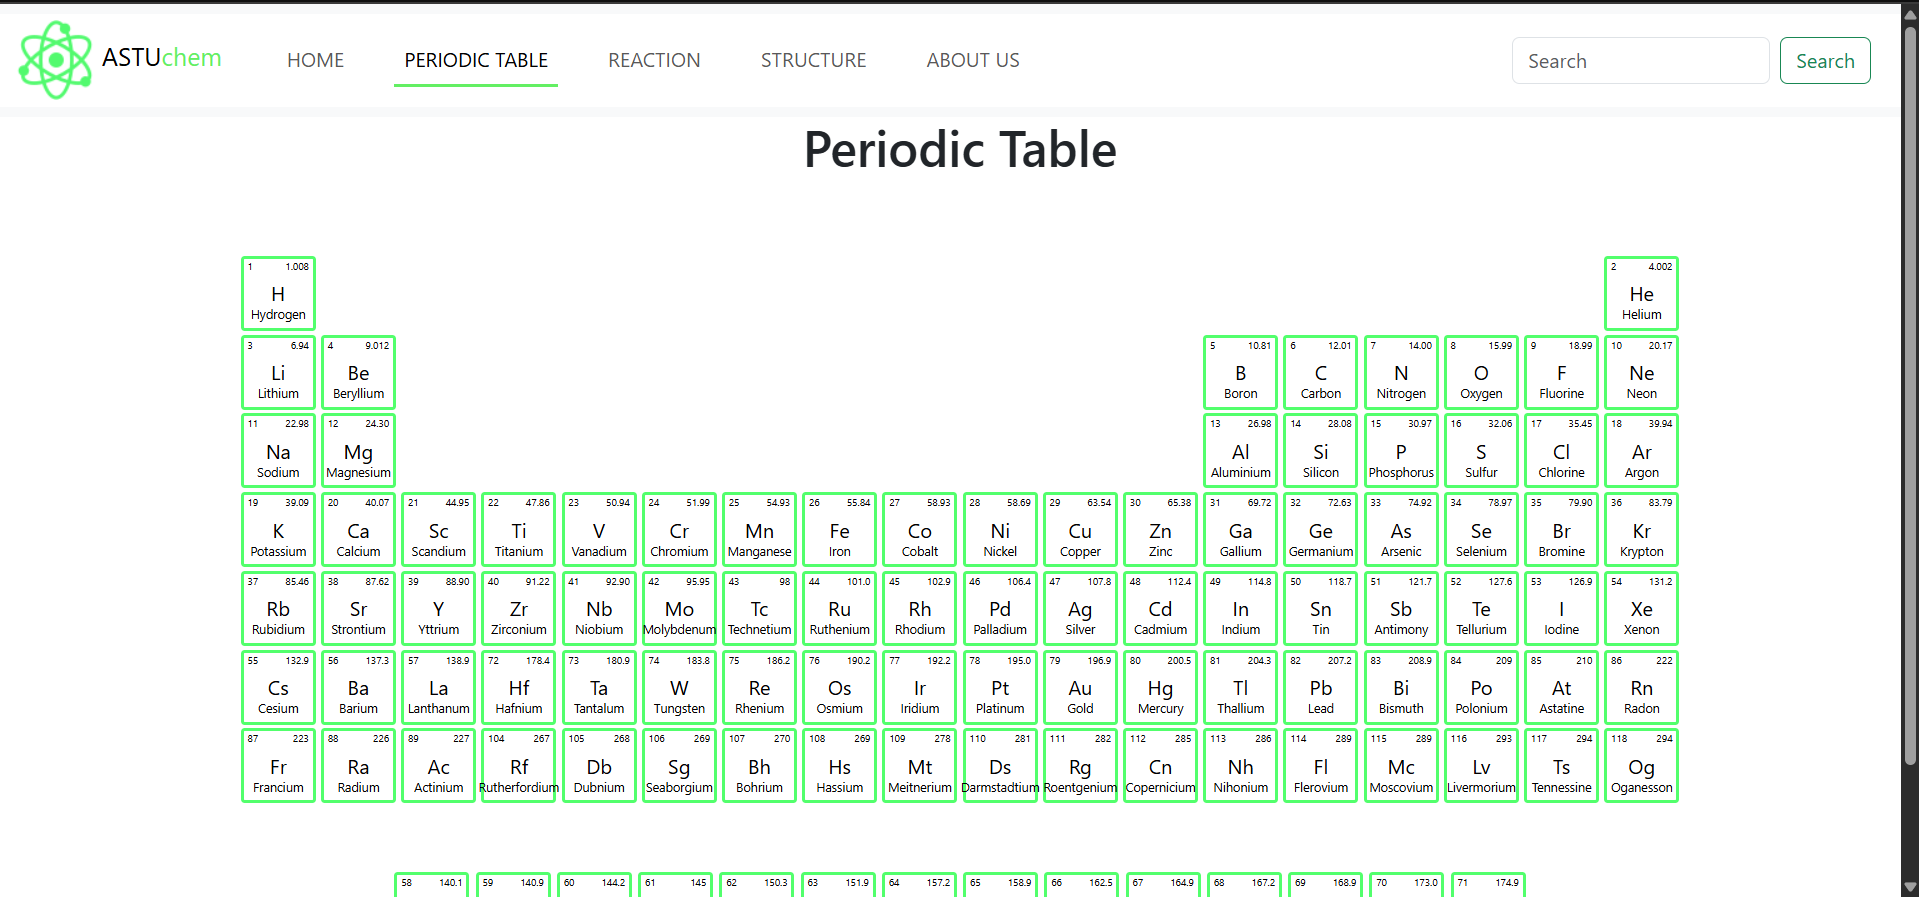 ASTUchem HOME PERIODIC TABLE REACTION STRUCTURE ABOUT US Search Search
Periodic Table
1 1.008 2 4.002
H He
Hydrogen Helium
3 6.94 4 9.012 5 10.81 6 12.01 7 14.00 8 15.99 9 18.99 10 20.17
Li Be B C N O F Ne
Lithium Beryllium Boron Carbon Nitrogen Oxygen Fluorine Neon
11 22.98 12 24.30 13 26.98 14 28.08 15 30.97 16 32.06 17 35.45 18 39.94
Na Mg Al Si P S Cl Ar
Sodium Magnesium Aluminium Silicon Phosphorus Sulfur Chlorine Argon
19 39.09 20 40.07 21 44.95 22 47.86 23 50.94 24 51.99 25 54.93 26 55.84 27 58.93 28 58.69 29 63.54 30 65.38 31 69.72 32 72.63 33 74.92 34 78.97 35 79.90 36 83.79
K Ca Sc Ti V Cr Mn Fe Co Ni Cu Zn Ga Ge As Se Br Kr
Potassium Calcium Scandium Titanium Vanadium Chromium Manganese Iron Cobalt Nickel Copper Zinc Gallium Germanium Arsenic Selenium Bromine Krypton
37 85.46 38 87.62 39 88.90 40 91.22 41 92.90 42 95.95 43 98 44 101.0 45 102.9 46 106.4 47 107.8 48 112.4 49 114.8 50 118.7 51 121.7 52 127.6 53 126.9 54 131.2
Rb Sr Y Zr Nb Mo Tc Ru Rh Pd Ag Cd In Sn Sb Te I Xe
Rubidium Strontium Yttrium Zirconium Niobium Molybdenum Technetium Ruthenium Rhodium Palladium Silver Cadmium Indium Tin Antimony Tellurium Iodine Xenon
55 132.9 56 137.3 57 138.9 72 178.4 73 180.9 74 183.8 75 186.2 76 190.2 77 192.2 78 195.0 79 196.9 80 200.5 81 204.3 82 207.2 83 208.9 84 209 85 210 86 222
Cs Ba La Hf Ta W Re Os Ir Pt Au Hg Tl Pb Bi Po At Rn
Cesium Barium Lanthanum Hafnium Tantalum Tungsten Rhenium Osmium Iridium Platinum Gold Mercury Thallium Lead Bismuth Polonium Astatine Radon
87 223 88 226 89 227 104 267 105 268 106 269 107 270 108 269 109 278 110 281 111 282 112 285 113 286 114 289 115 289 116 293 117 294 118 294
Fr Ra Ac Rf Db Sg Bh Hs Mt Ds Rg Cn Nh Fl Mc Lv Ts Og
Francium Radium Actinium Rutherfordium Dubnium Seaborgium Bohrium Hassium Meitnerium Darmstadtium Roentgenium Copernicium Nihonium Flerovium Moscovium Livermorium Tennessine Oganesson
58 140.1 59 140.9 60 144.2 61 145 62 150.3 63 151.9 64 157.2 65 158.9 66 162.5 67 164.9 68 167.2 69 168.9 70 173.0 71 174.9